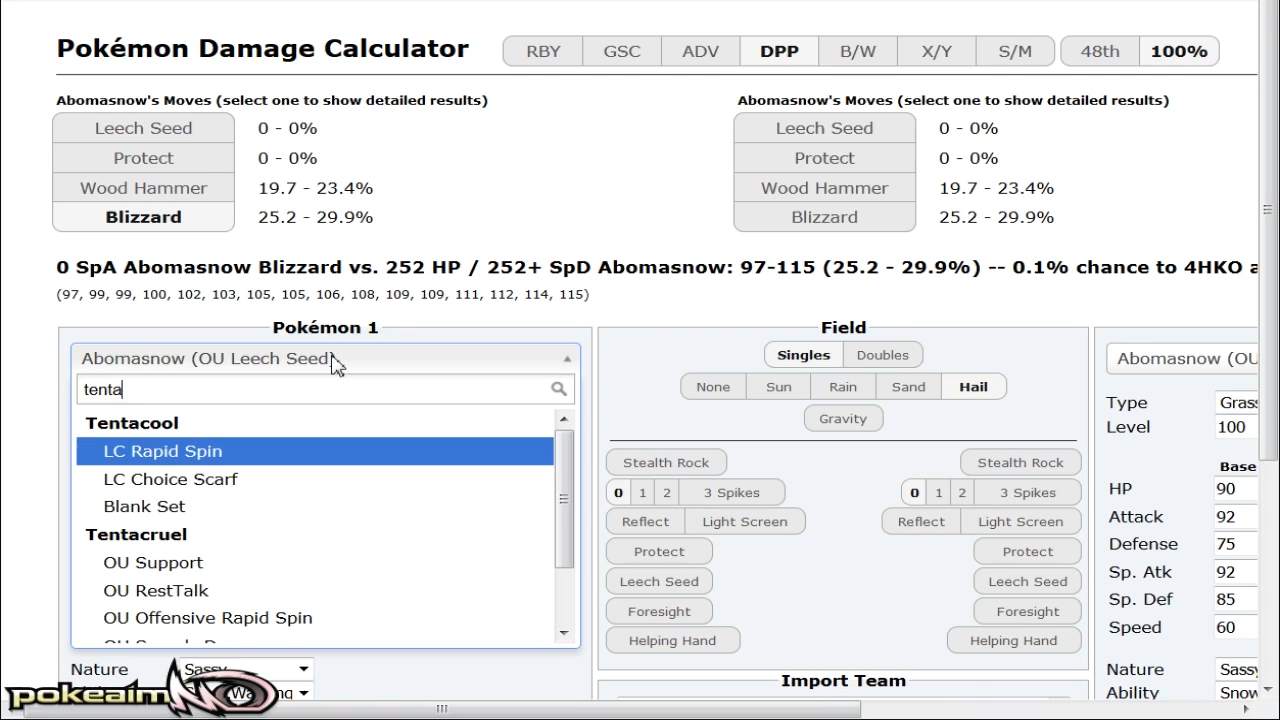 Pokémon Damage Calculator RBY GSC ADV DPP B/W X/Y S/M 48th 100%
Abomasnow's Moves (select one to show detailed results)
Leech Seed 0 - 0%
Protect 0 - 0%
Wood Hammer 19.7 - 23.4%
Blizzard 25.2 - 29.9%
Abomasnow's Moves (select one to show detailed results)
Leech Seed 0 - 0%
Protect 0 - 0%
Wood Hammer 19.7 - 23.4%
Blizzard 25.2 - 29.9%
0 SpA Abomasnow Blizzard vs. 252 HP / 252+ SpD Abomasnow: 97-115 (25.2 - 29.9%) -- 0.1% chance to 4HKO a
(97, 99, 99, 100, 102, 103, 105, 105, 106, 108, 109, 109, 111, 112, 114, 115)
Pokémon 1
Abomasnow (OU Leech Seed)
tenta
Tentacool
LC Rapid Spin
LC Choice Scarf
Blank Set
Tentacruel
OU Support
OU RestTalk
OU Offensive Rapid Spin
Nature Sassy
Field
Singles Doubles
None Sun Rain Sand Hail
Gravity
Stealth Rock Stealth Rock
0 1 2 3 Spikes 0 1 2 3 Spikes
Reflect Light Screen Reflect Light Screen
Protect Protect
Leech Seed Leech Seed
Foresight Foresight
Helping Hand Helping Hand
Import Team
Abomasnow (OU
Type Gras
Level 100
Base
HP 90
Attack 92
Defense 75
Sp. Atk 92
Sp. Def 85
Speed 60
Nature Sassy
Ability Snow
pokeaimMD